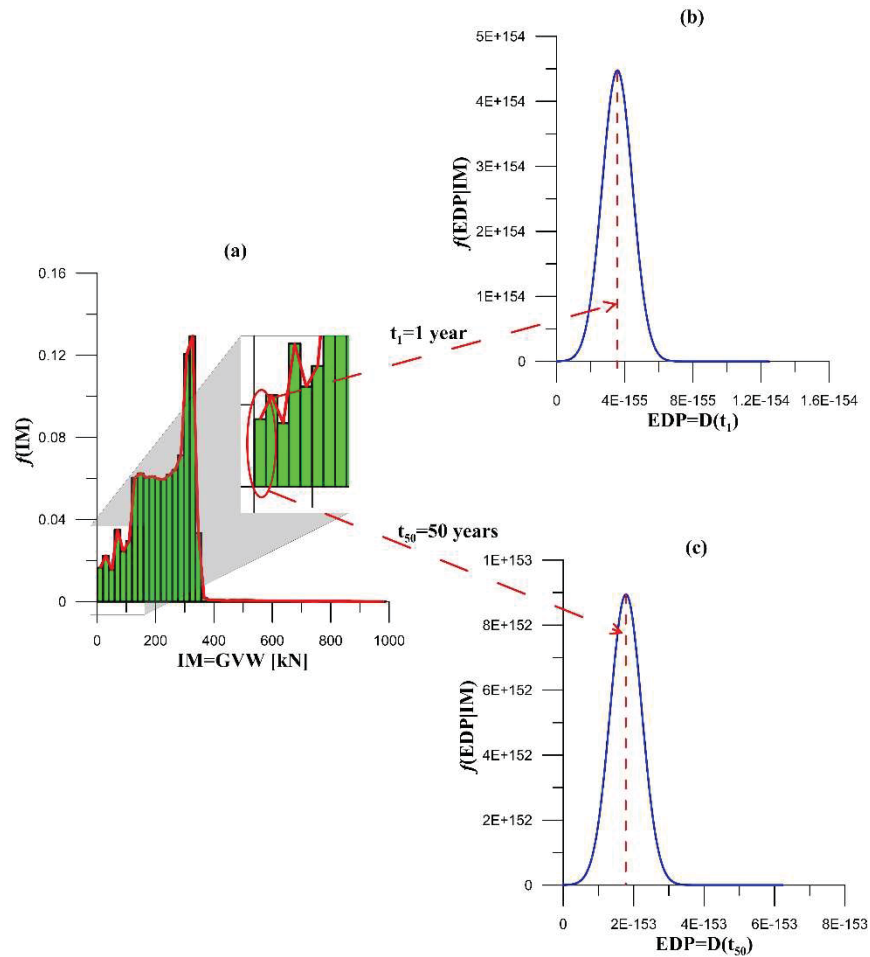 (b)
5E+154
4E+154
3E+154
2E+154
1E+154
0
f(EDP|IM)
0 4E-155 8E-155 1.2E-154 1.6E-154
EDP=D(t₁)
(a)
0.16
0.12
0.08
0.04
0
f(IM)
0 200 400 600 800 1000
IM=GVW [kN]
t₁=1 year
t₅₀=50 years
(c)
1E+153
8E+152
6E+152
4E+152
2E+152
0
f(EDP|IM)
0 2E-153 4E-153 6E-153 8E-153
EDP=D(t₅₀)